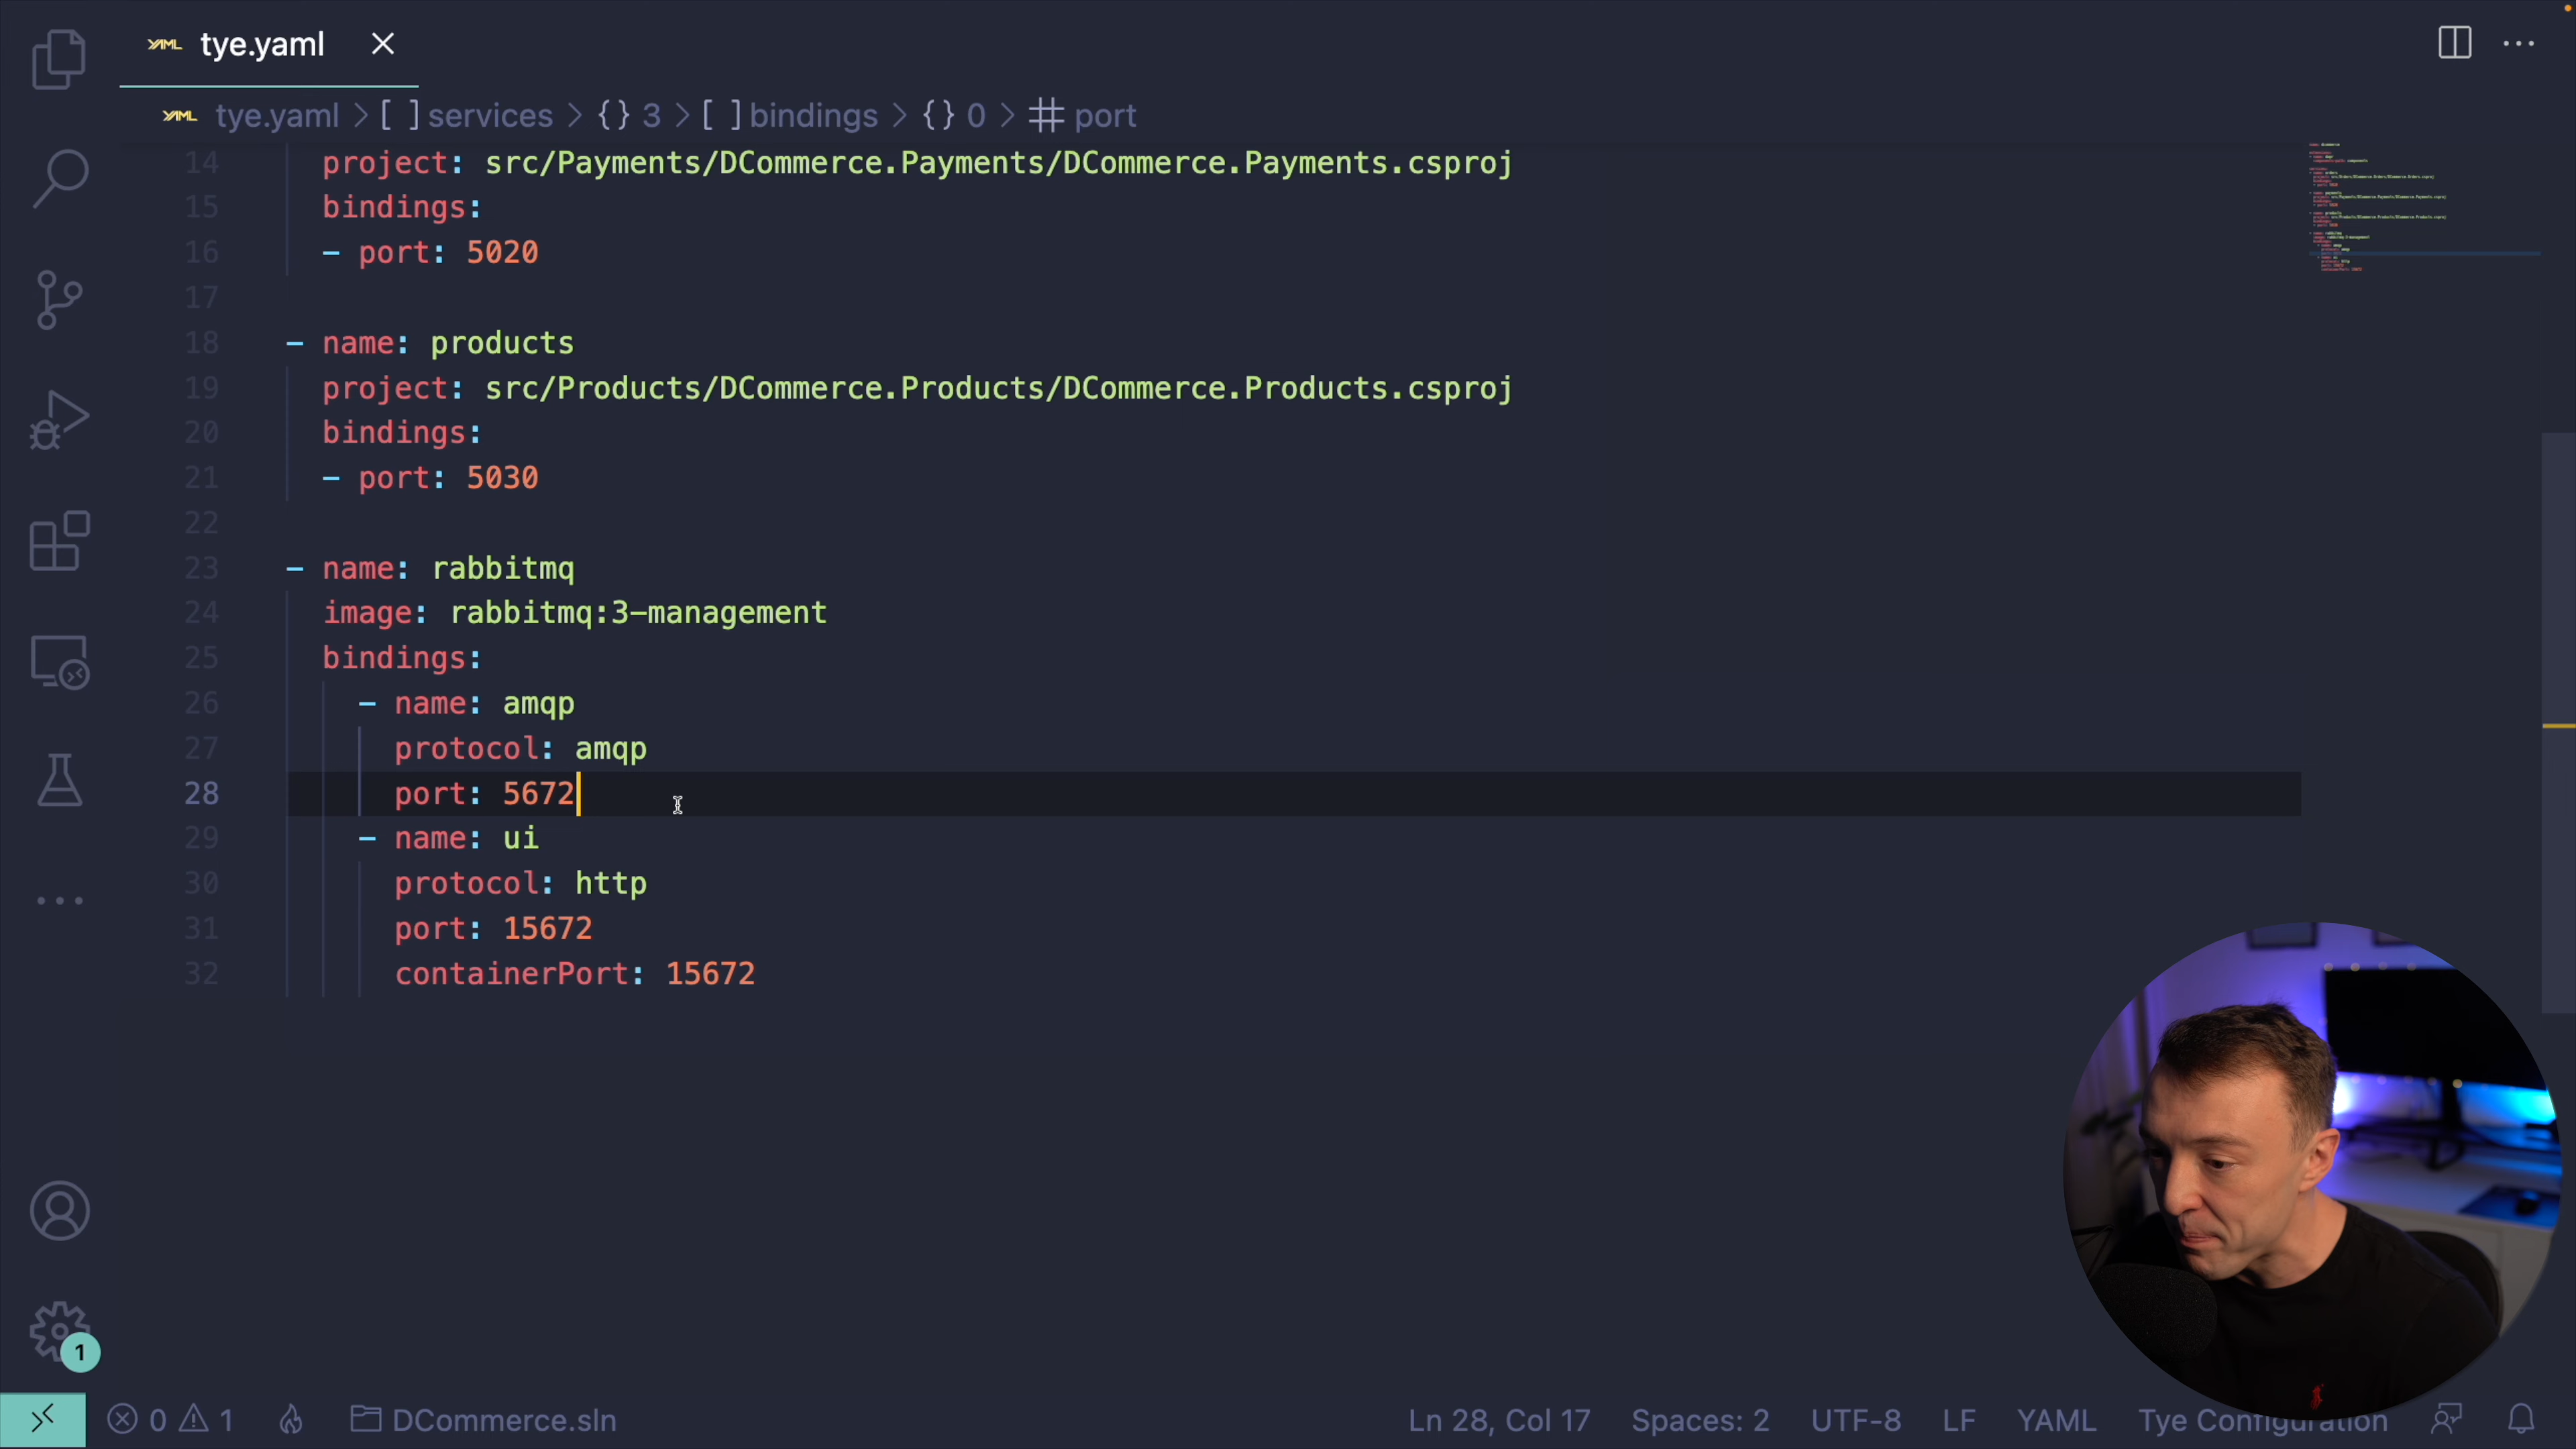 YAML tye.yaml
YAML tye.yaml > [ ] services > {} 3 > [ ] bindings > {} 0 > # port
14 project: src/Payments/DCommerce.Payments/DCommerce.Payments.csproj
15 bindings:
16 - port: 5020
17
18 - name: products
19 project: src/Products/DCommerce.Products/DCommerce.Products.csproj
20 bindings:
21 - port: 5030
22
23 - name: rabbitmq
24 image: rabbitmq:3-management
25 bindings:
26 - name: amqp
27 protocol: amqp
28 port: 5672
29 - name: ui
30 protocol: http
31 port: 15672
32 containerPort: 15672
1
0 1 DCommerce.sln Ln 28, Col 17 Spaces: 2 UTF-8 LF YAML Tye Configuration